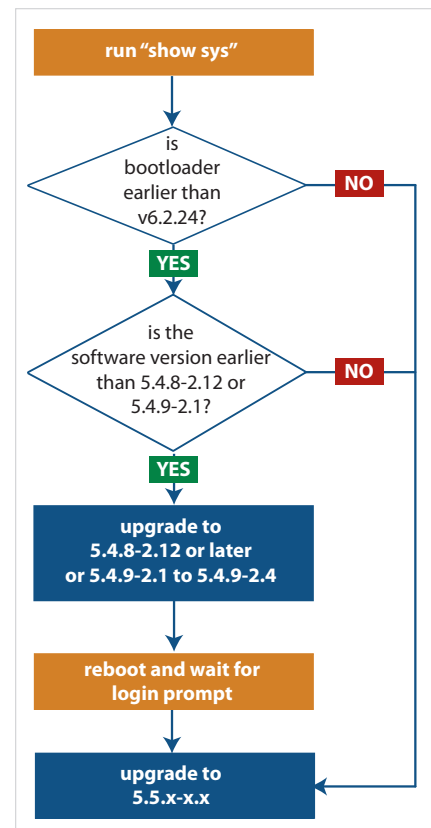 run “show sys”
is
bootloader
earlier than
v6.2.24?
NO
YES
is the
software version earlier
than 5.4.8-2.12 or
5.4.9-2.1?
NO
YES
upgrade to
5.4.8-2.12 or later
or 5.4.9-2.1 to 5.4.9-2.4
reboot and wait for
login prompt
upgrade to
5.5.x-x.x